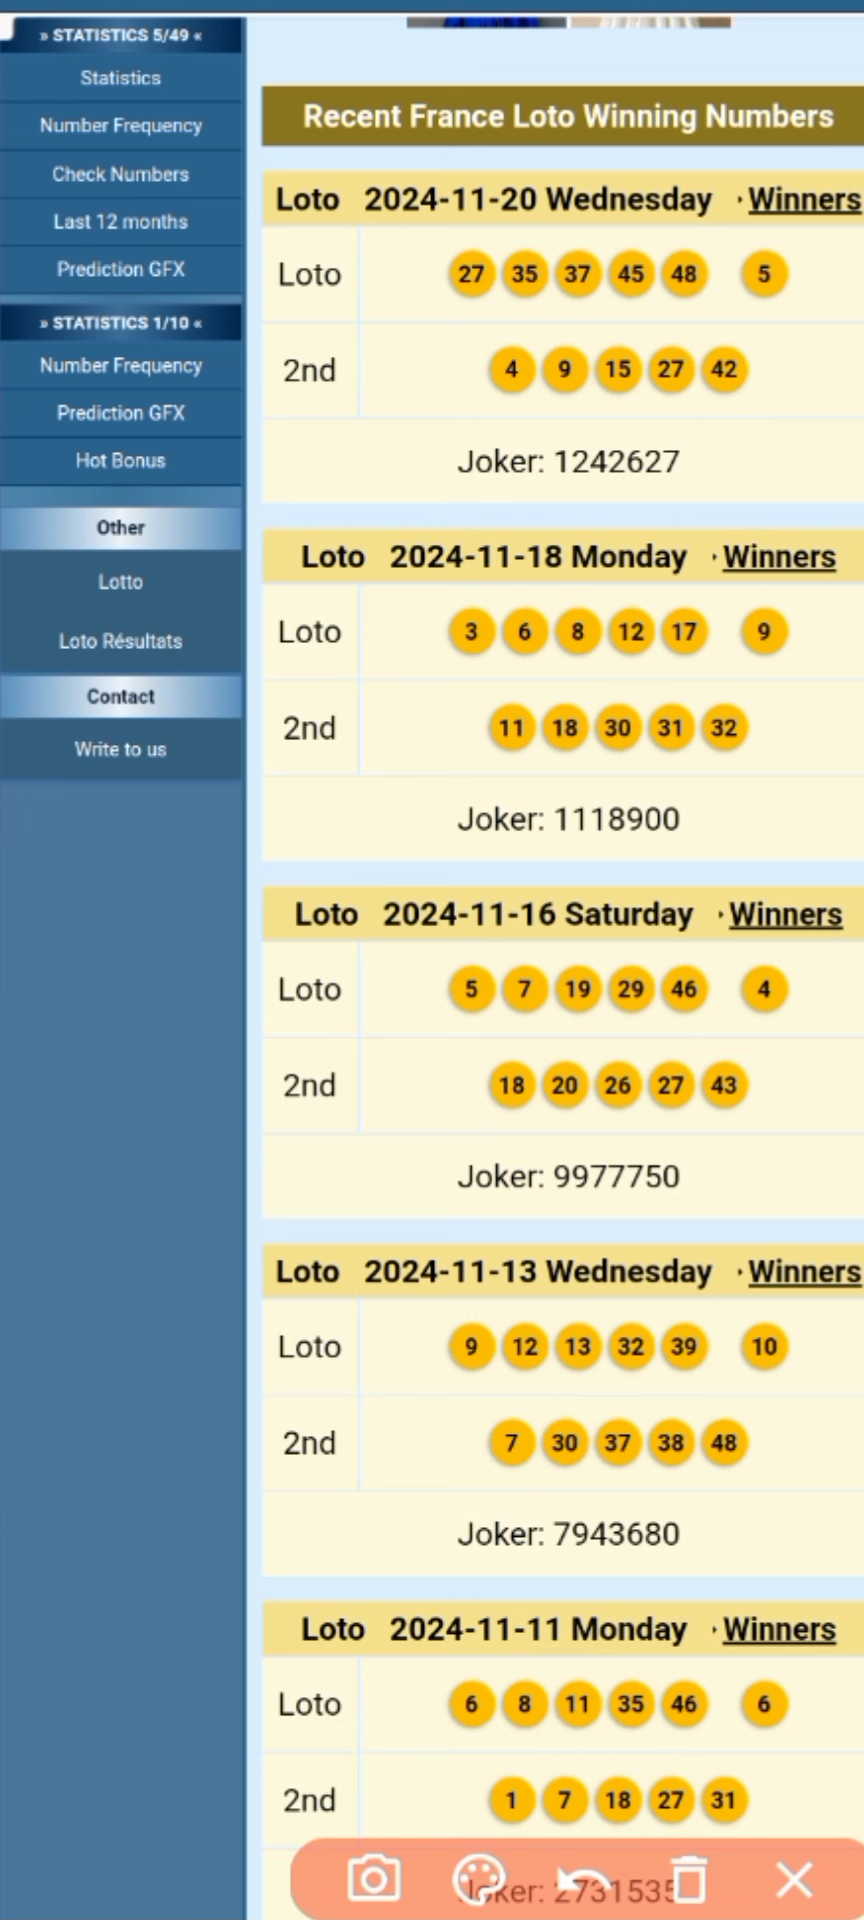 » STATISTICS 5/49 «
Statistics
Number Frequency
Check Numbers
Last 12 months
Prediction GFX
» STATISTICS 1/10 «
Number Frequency
Prediction GFX
Hot Bonus
Other
Lotto
Loto Résultats
Contact
Write to us
Recent France Loto Winning Numbers
Loto 2024-11-20 Wednesday Winners
Loto 27 35 37 45 48 5
2nd 4 9 15 27 42
Joker: 1242627
Loto 2024-11-18 Monday Winners
Loto 3 6 8 12 17 9
2nd 11 18 30 31 32
Joker: 1118900
Loto 2024-11-16 Saturday Winners
Loto 5 7 19 29 46 4
2nd 18 20 26 27 43
Joker: 9977750
Loto 2024-11-13 Wednesday Winners
Loto 9 12 13 32 39 10
2nd 7 30 37 38 48
Joker: 7943680
Loto 2024-11-11 Monday Winners
Loto 6 8 11 35 46 6
2nd 1 7 18 27 31
Joker: 2731535